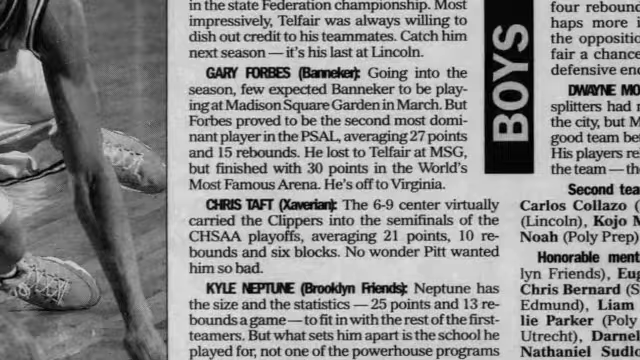 in the state Federation championship. Most
impressively, Telfair was always willing to
dish out credit to his teammates. Catch him
next season — it's his last at Lincoln.
GARY FORBES (Banneker): Going into the
season, few expected Banneker to be play-
ing at Madison Square Garden in March. But
Forbes proved to be the second most domi-
nant player in the PSAL, averaging 27 points
and 15 rebounds. He lost to Telfair at MSG,
but finished with 30 points in the World's
Most Famous Arena. He's off to Virginia.
CHRIS TAFT (Xaverian): The 6-9 center virtually
carried the Clippers into the semifinals of the
CHSAA playoffs, averaging 21 points, 10 re-
bounds and six blocks. No wonder Pitt wanted
him so bad.
KYLE NEPTUNE (Brooklyn Friends): Neptune has
the size and the statistics — 25 points and 13 re-
bounds a game — to fit in with the rest of the first-
teamers. But what sets him apart is the school he
played for, not one of the powerhouse programs
BOYS
four rebound
haps more i
the oppositio
fair a chance
defensive end
DWAYNE MO
splitters had
the city, but M
good team be
His players re
the team — the
Second tea
Carlos Collazo (
(Lincoln), Kojo M
Noah (Poly Prep)
Honorable ment
lyn Friends), Eug
Chris Bernard (S
Edmund), Liam
lie Parker (Poly
Utrecht), Darnel
Nathaniel Sudlo